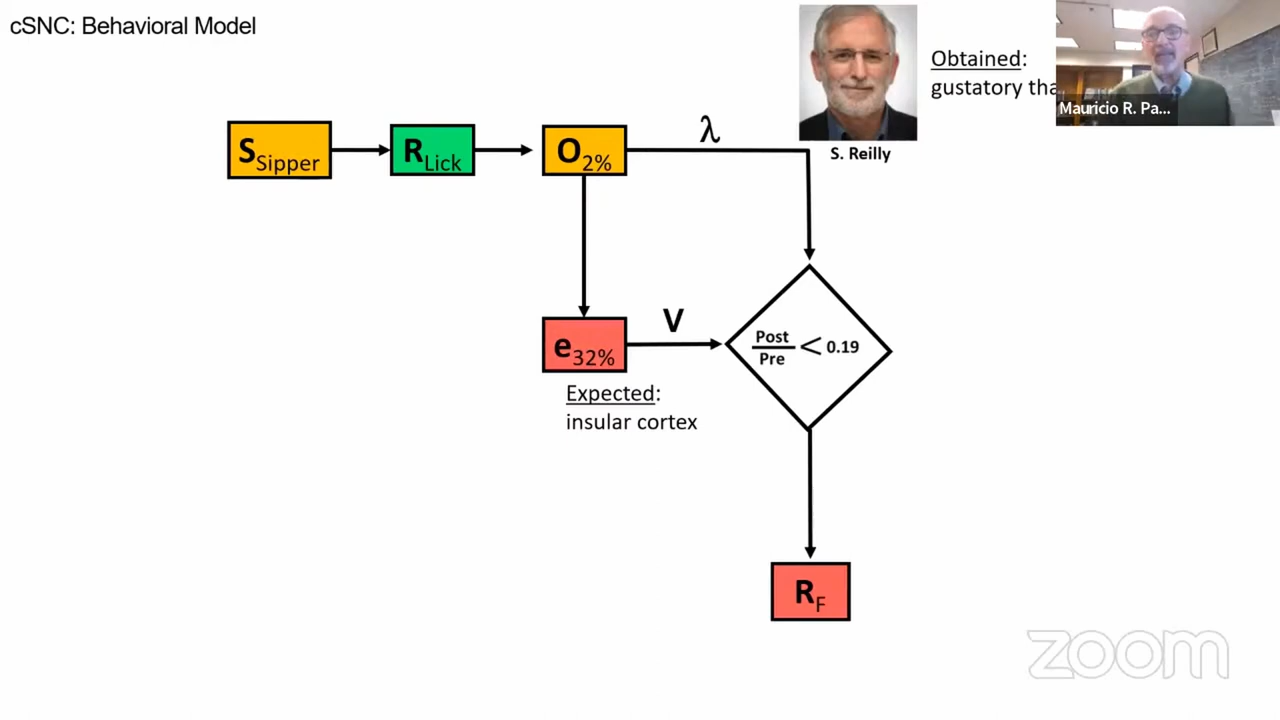 cSNC: Behavioral Model
Obtained:
gustatory tha
Mauricio R. Pa...
S. Reilly
S Sipper
R Lick
O 2%
λ
e 32%
V
Post
Pre
< 0.19
Expected:
insular cortex
R F
zoom